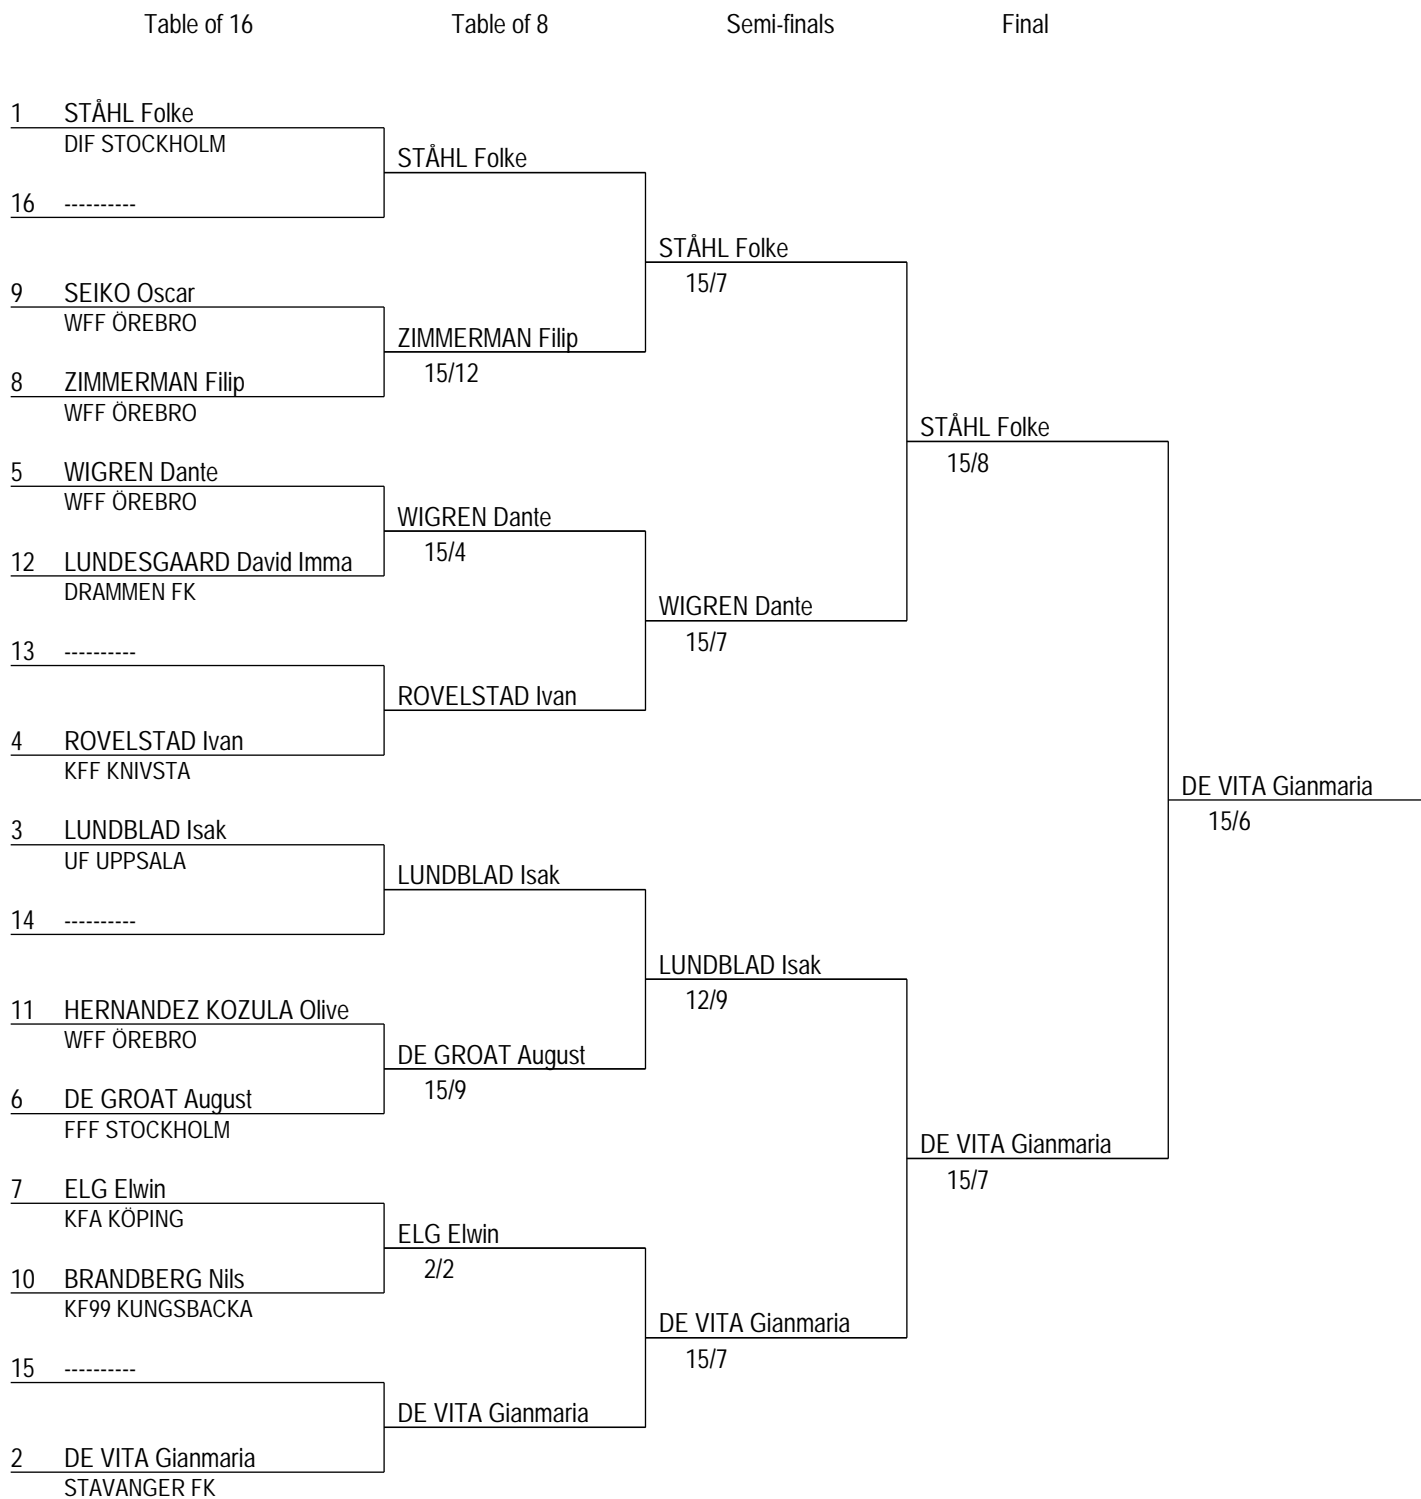 Table of 16
Table of 8
Semi-finals
Final
1 STÅHL Folke
DIF STOCKHOLM
16 ----------
9 SEIKO Oscar
WFF ÖREBRO
8 ZIMMERMAN Filip
WFF ÖREBRO
5 WIGREN Dante
WFF ÖREBRO
12 LUNDESGAARD David Imma
DRAMMEN FK
13 ----------
4 ROVELSTAD Ivan
KFF KNIVSTA
3 LUNDBLAD Isak
UF UPPSALA
14 ----------
11 HERNANDEZ KOZULA Olive
WFF ÖREBRO
6 DE GROAT August
FFF STOCKHOLM
7 ELG Elwin
KFA KÖPING
10 BRANDBERG Nils
KF99 KUNGSBACKA
15 ----------
2 DE VITA Gianmaria
STAVANGER FK
STÅHL Folke
ZIMMERMAN Filip
15/12
WIGREN Dante
15/4
ROVELSTAD Ivan
LUNDBLAD Isak
DE GROAT August
15/9
ELG Elwin
2/2
DE VITA Gianmaria
STÅHL Folke
15/7
WIGREN Dante
15/7
LUNDBLAD Isak
12/9
DE VITA Gianmaria
15/7
STÅHL Folke
15/8
DE VITA Gianmaria
15/7
DE VITA Gianmaria
15/6